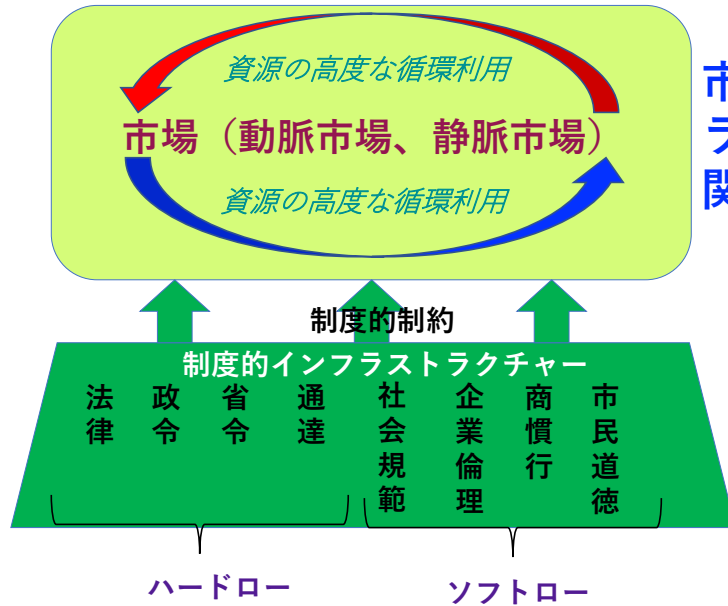 資源の高度な循環利用
市場（動脈市場、静脈市場）
資源の高度な循環利用
市
ラ
関
制度的制約
制度的インフラストラクチャー
法律
政令
省令
通達
社会規範
企業倫理
商慣行
市民道徳
ハードロー
ソフトロー